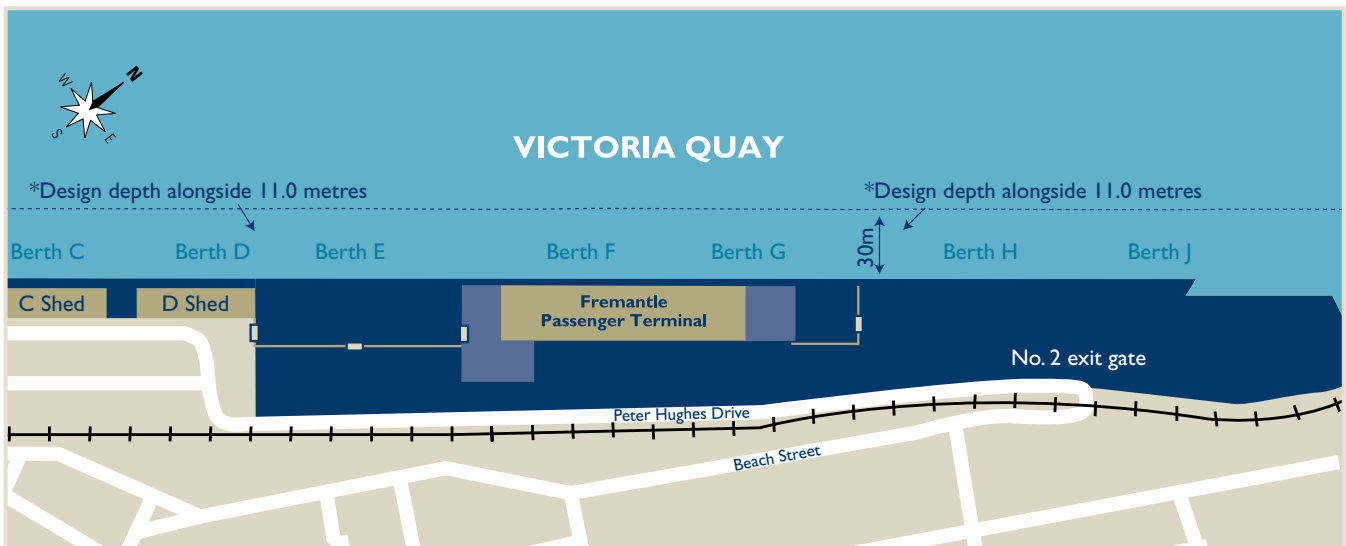 W
N
S
E
VICTORIA QUAY
*Design depth alongside 11.0 metres
*Design depth alongside 11.0 metres
Berth C
Berth D
Berth E
Berth F
Berth G
30m
Berth H
Berth J
C Shed
D Shed
Fremantle
Passenger Terminal
No. 2 exit gate
Peter Hughes Drive
Beach Street